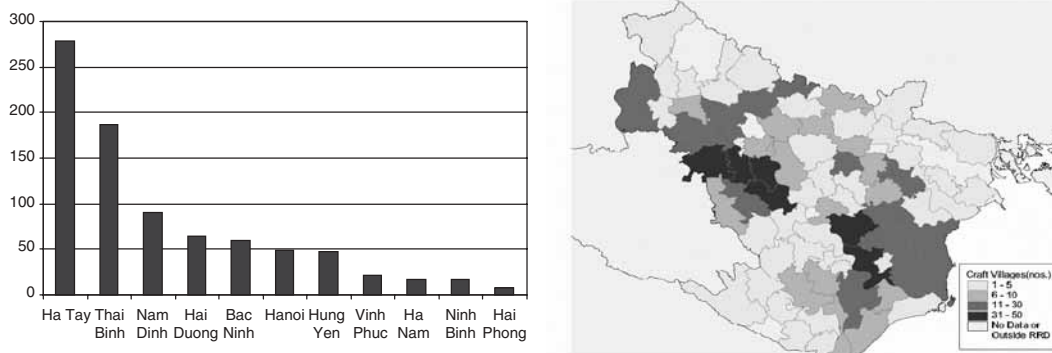 300
250
200
150
100
50
0
Ha Tay Thai Nam Hai Bac Hanoi Hung Vinh Ha Ninh Hai
Binh Dinh Duong Ninh Yen Phuc Nam Binh Phong
Craft Villages(nos.)
1 - 5
6 - 10
11 - 30
31 - 50
No Data or
Outside RRD